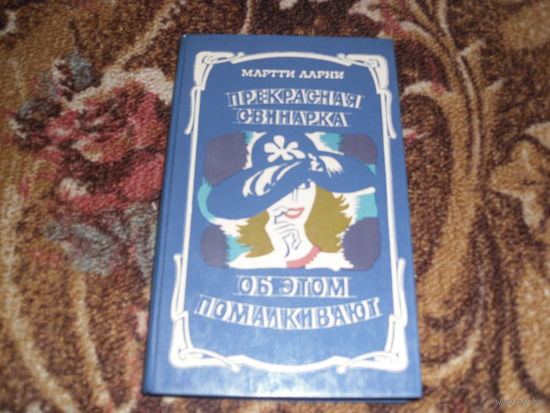 МАРТТИ ЛАРНИ
ПРЕКРАСНАЯ
СВИНАРКА
ОБ ЭТОМ
ПОМАЛКИВАЮТ